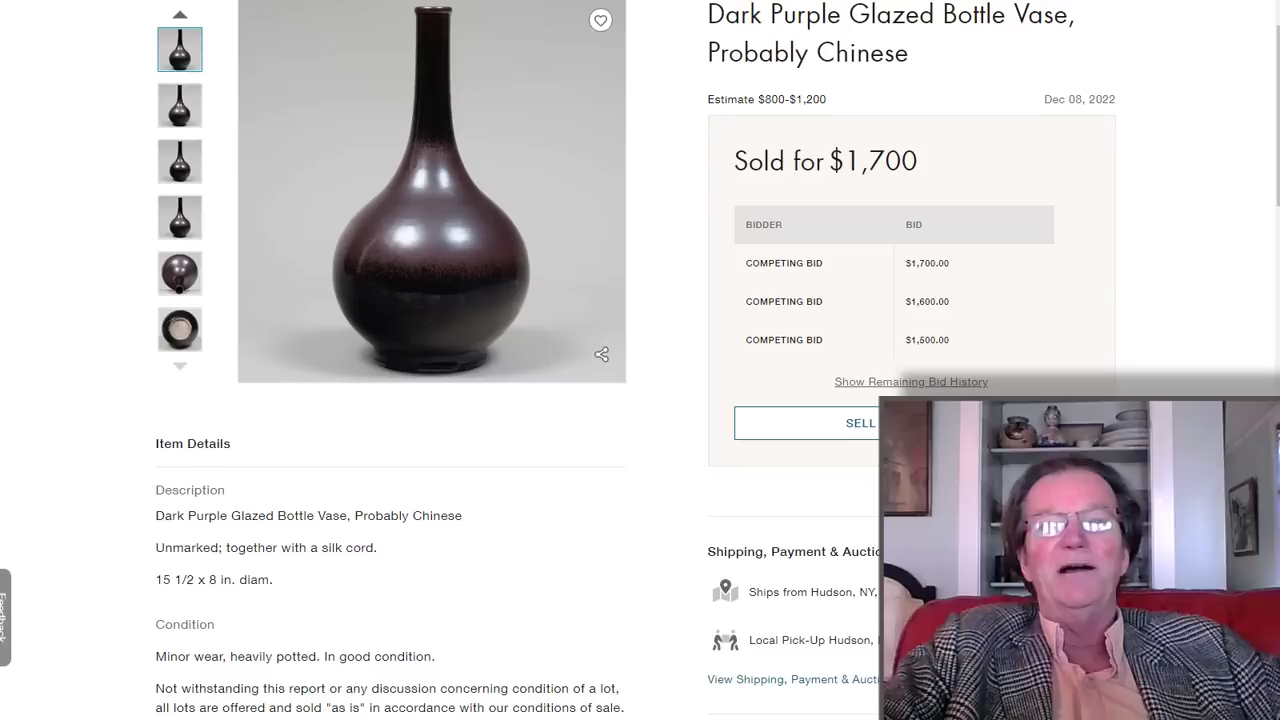 Dark Purple Glazed Bottle Vase,
Probably Chinese
Estimate $800-$1,200
Dec 08, 2022
Sold for $1,700
BIDDER BID
COMPETING BID $1,700.00
COMPETING BID $1,600.00
COMPETING BID $1,500.00
Show Remaining Bid History
SELL
Item Details
Description
Dark Purple Glazed Bottle Vase, Probably Chinese
Unmarked; together with a silk cord.
15 1/2 x 8 in. diam.
Condition
Minor wear, heavily potted. In good condition.
Not withstanding this report or any discussion concerning condition of a lot,
all lots are offered and sold "as is" in accordance with our conditions of sale.
Shipping, Payment & Auctio
Ships from Hudson, NY,
Local Pick-Up Hudson,
View Shipping, Payment & Aucti
Feedback